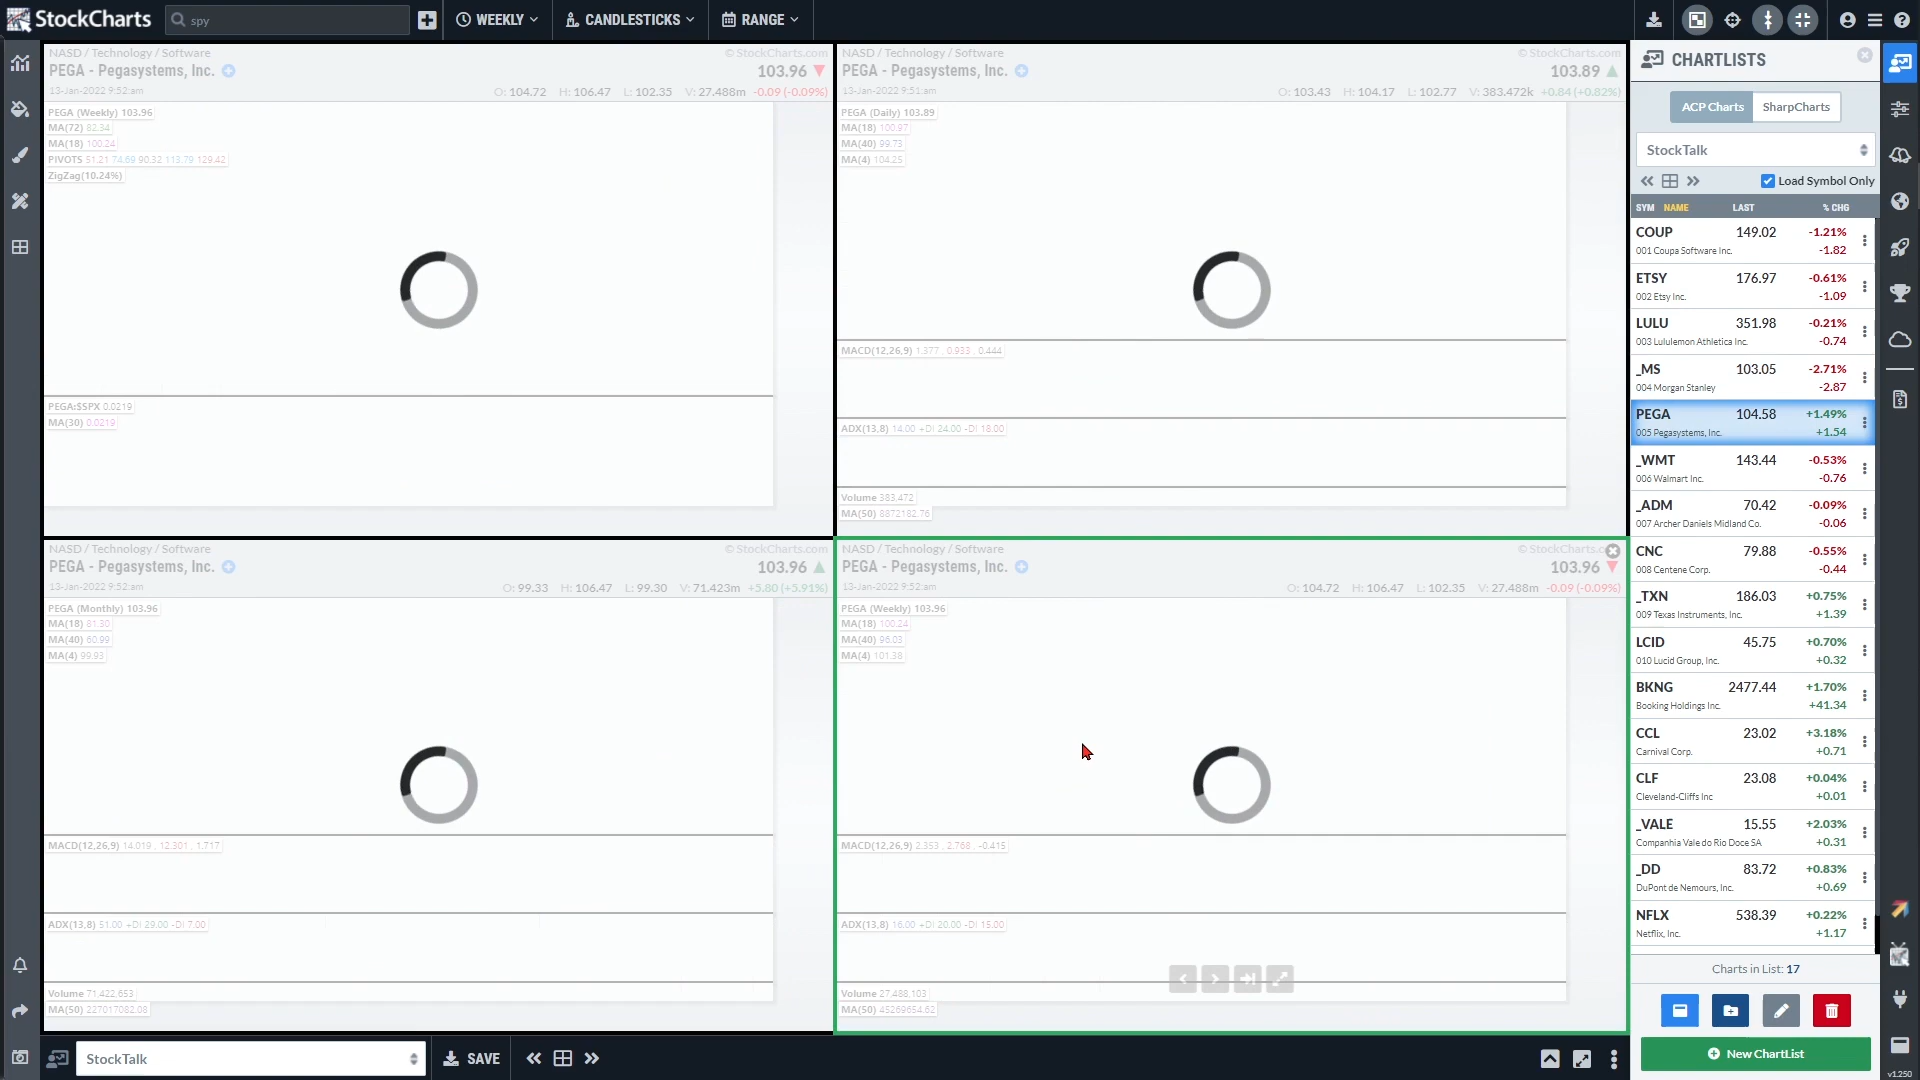 StockCharts
spy
WEEKLY
CANDLESTICKS
RANGE
NASD / Technology / Software
© StockCharts.com
PEGA - Pegasystems, Inc.
103.96
13-Jan-2022 9:52am
O: 104.72 H: 106.47 L: 102.35 V: 27.488m -0.09 (-0.09%)
PEGA (Weekly) 103.96
MA(72) 82.34
MA(18) 100.24
PIVOTS 51.21 74.69 90.32 113.79 129.42
ZigZag(10.24%)
PEGA:$SPX 0.0219
MA(30) 0.0219
NASD / Technology / Software
© StockCharts.com
PEGA - Pegasystems, Inc.
103.89
13-Jan-2022 9:51am
O: 103.43 H: 104.17 L: 102.77 V: 383.472k +0.84 (+0.82%)
PEGA (Daily) 103.89
MA(18) 100.97
MA(40) 99.73
MA(4) 104.25
MACD(12,26,9) 1.377 , 0.933 , 0.444
ADX(13,8) 14.00 +DI 24.00 -DI 18.00
Volume 383,472
MA(50) 8872182.76
NASD / Technology / Software
© StockCharts.com
PEGA - Pegasystems, Inc.
103.96
13-Jan-2022 9:52am
O: 99.33 H: 106.47 L: 99.30 V: 71.423m +5.80 (+5.91%)
PEGA (Monthly) 103.96
MA(18) 81.30
MA(40) 60.99
MA(4) 99.93
MACD(12,26,9) 14.019 , 12.301 , 1.717
ADX(13,8) 51.00 +DI 29.00 -DI 7.00
Volume 71,422,653
MA(50) 227017082.08
NASD / Technology / Software
© StockCharts.c
PEGA - Pegasystems, Inc.
103.96
13-Jan-2022 9:52am
O: 104.72 H: 106.47 L: 102.35 V: 27.488m -0.09 (-0.09%)
PEGA (Weekly) 103.96
MA(18) 100.24
MA(40) 96.03
MA(4) 101.38
MACD(12,26,9) 2.353 , 2.768 , -0.415
ADX(13,8) 16.00 +DI 20.00 -DI 15.00
Volume 27,488,103
MA(50) 45269654.62
StockTalk
SAVE
CHARTLISTS
ACP Charts SharpCharts
StockTalk
Load Symbol Only
SYM NAME LAST % CHG
COUP 149.02 -1.21%
001 Coupa Software Inc. -1.82
ETSY 176.97 -0.61%
002 Etsy Inc. -1.09
LULU 351.98 -0.21%
003 Lululemon Athletica Inc. -0.74
_MS 103.05 -2.71%
004 Morgan Stanley -2.87
PEGA 104.58 +1.49%
005 Pegasystems, Inc. +1.54
_WMT 143.44 -0.53%
006 Walmart Inc. -0.76
_ADM 70.42 -0.09%
007 Archer Daniels Midland Co. -0.06
CNC 79.88 -0.55%
008 Centene Corp. -0.44
_TXN 186.03 +0.75%
009 Texas Instruments, Inc. +1.39
LCID 45.75 +0.70%
010 Lucid Group, Inc. +0.32
BKNG 2477.44 +1.70%
Booking Holdings Inc. +41.34
CCL 23.02 +3.18%
Carnival Corp. +0.71
CLF 23.08 +0.04%
Cleveland-Cliffs Inc +0.01
_VALE 15.55 +2.03%
Companhia Vale do Rio Doce SA +0.31
_DD 83.72 +0.83%
DuPont de Nemours, Inc. +0.69
NFLX 538.39 +0.22%
Netflix, Inc. +1.17
Charts in List: 17
New ChartList
v1.250